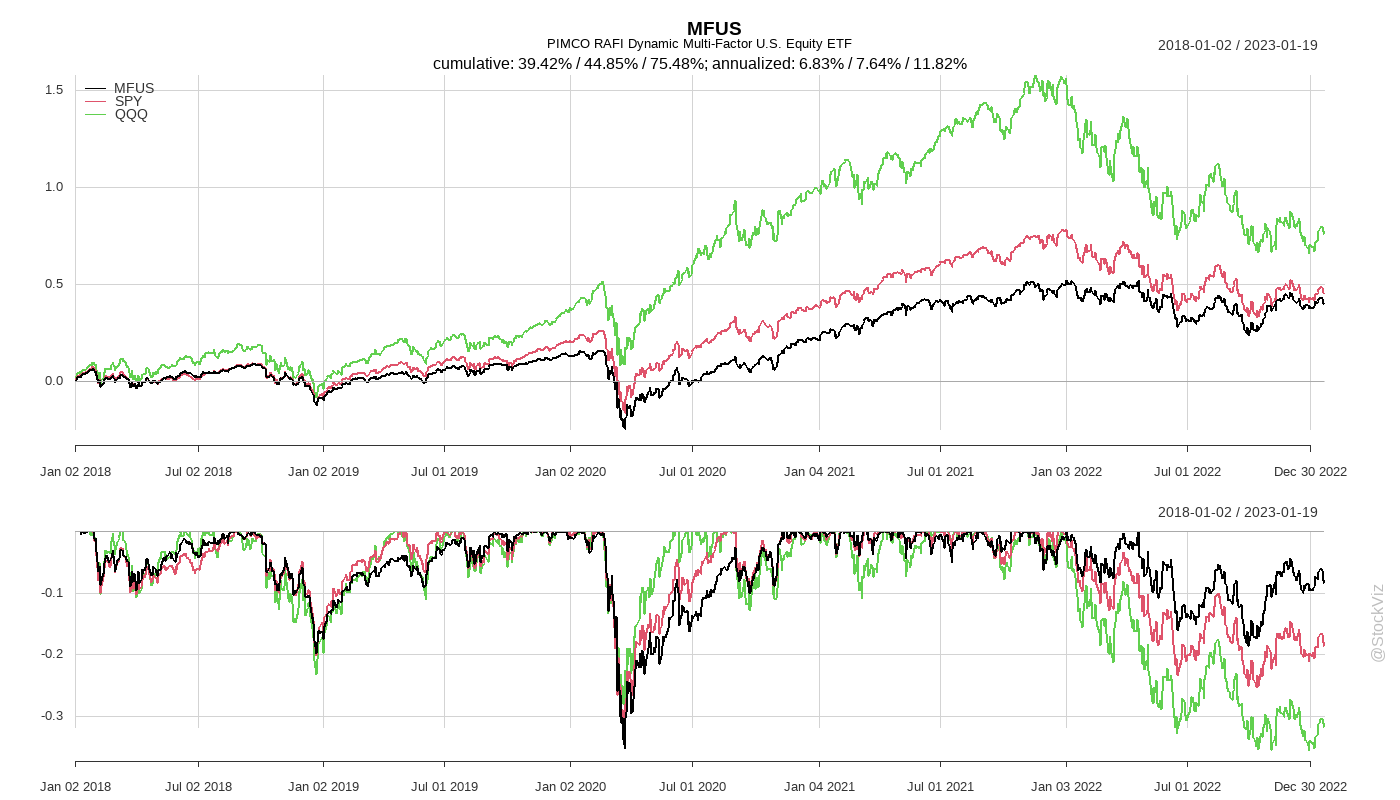 MFUS
PIMCO RAFI Dynamic Multi-Factor U.S. Equity ETF
2018-01-02 / 2023-01-19
cumulative: 39.42% / 44.85% / 75.48%; annualized: 6.83% / 7.64% / 11.82%
MFUS
SPY
QQQ
1.5
1.0
0.5
0.0
Jan 02 2018 Jul 02 2018 Jan 02 2019 Jul 01 2019 Jan 02 2020 Jul 01 2020 Jan 04 2021 Jul 01 2021 Jan 03 2022 Jul 01 2022 Dec 30 2022
2018-01-02 / 2023-01-19
-0.1
-0.2
-0.3
Jan 02 2018 Jul 02 2018 Jan 02 2019 Jul 01 2019 Jan 02 2020 Jul 01 2020 Jan 04 2021 Jul 01 2021 Jan 03 2022 Jul 01 2022 Dec 30 2022
@StockViz